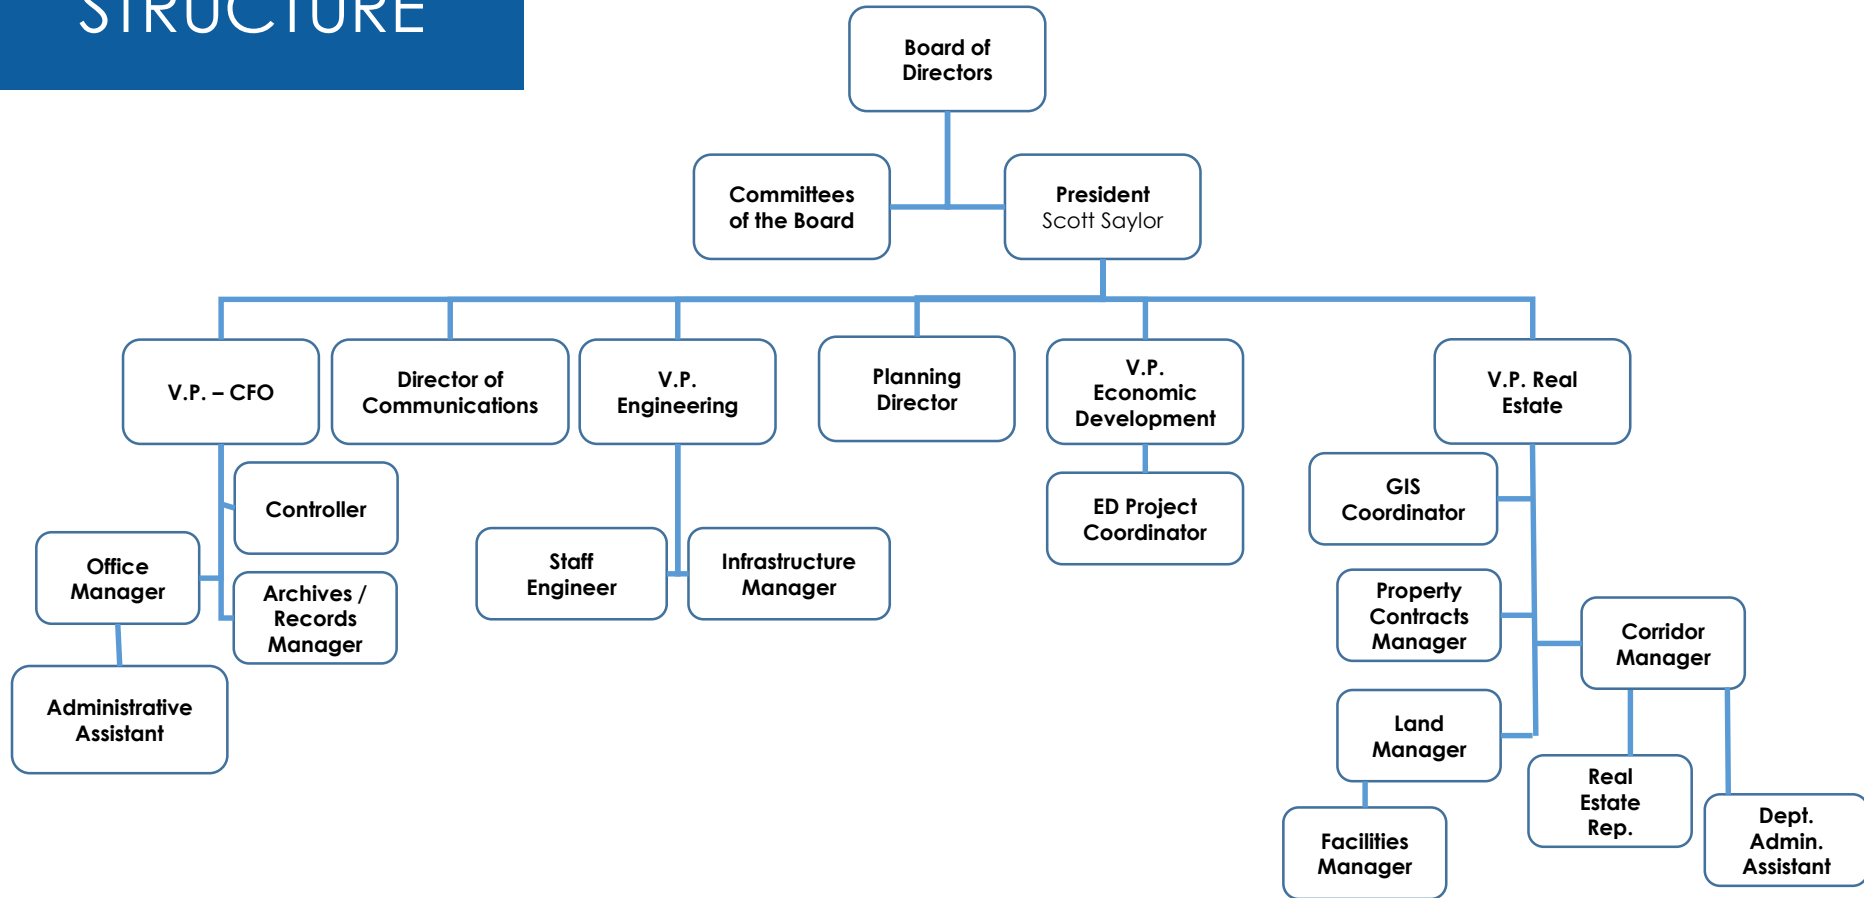 STRUCTURE
Board of
Directors
Committees
of the Board
President
Scott Saylor
V.P. – CFO
Director of
Communications
V.P.
Engineering
Planning
Director
V.P.
Economic
Development
V.P. Real
Estate
Controller
Office
Manager
Archives /
Records
Manager
Administrative
Assistant
Staff
Engineer
Infrastructure
Manager
ED Project
Coordinator
GIS
Coordinator
Property
Contracts
Manager
Corridor
Manager
Land
Manager
Facilities
Manager
Real
Estate
Rep.
Dept.
Admin.
Assistant